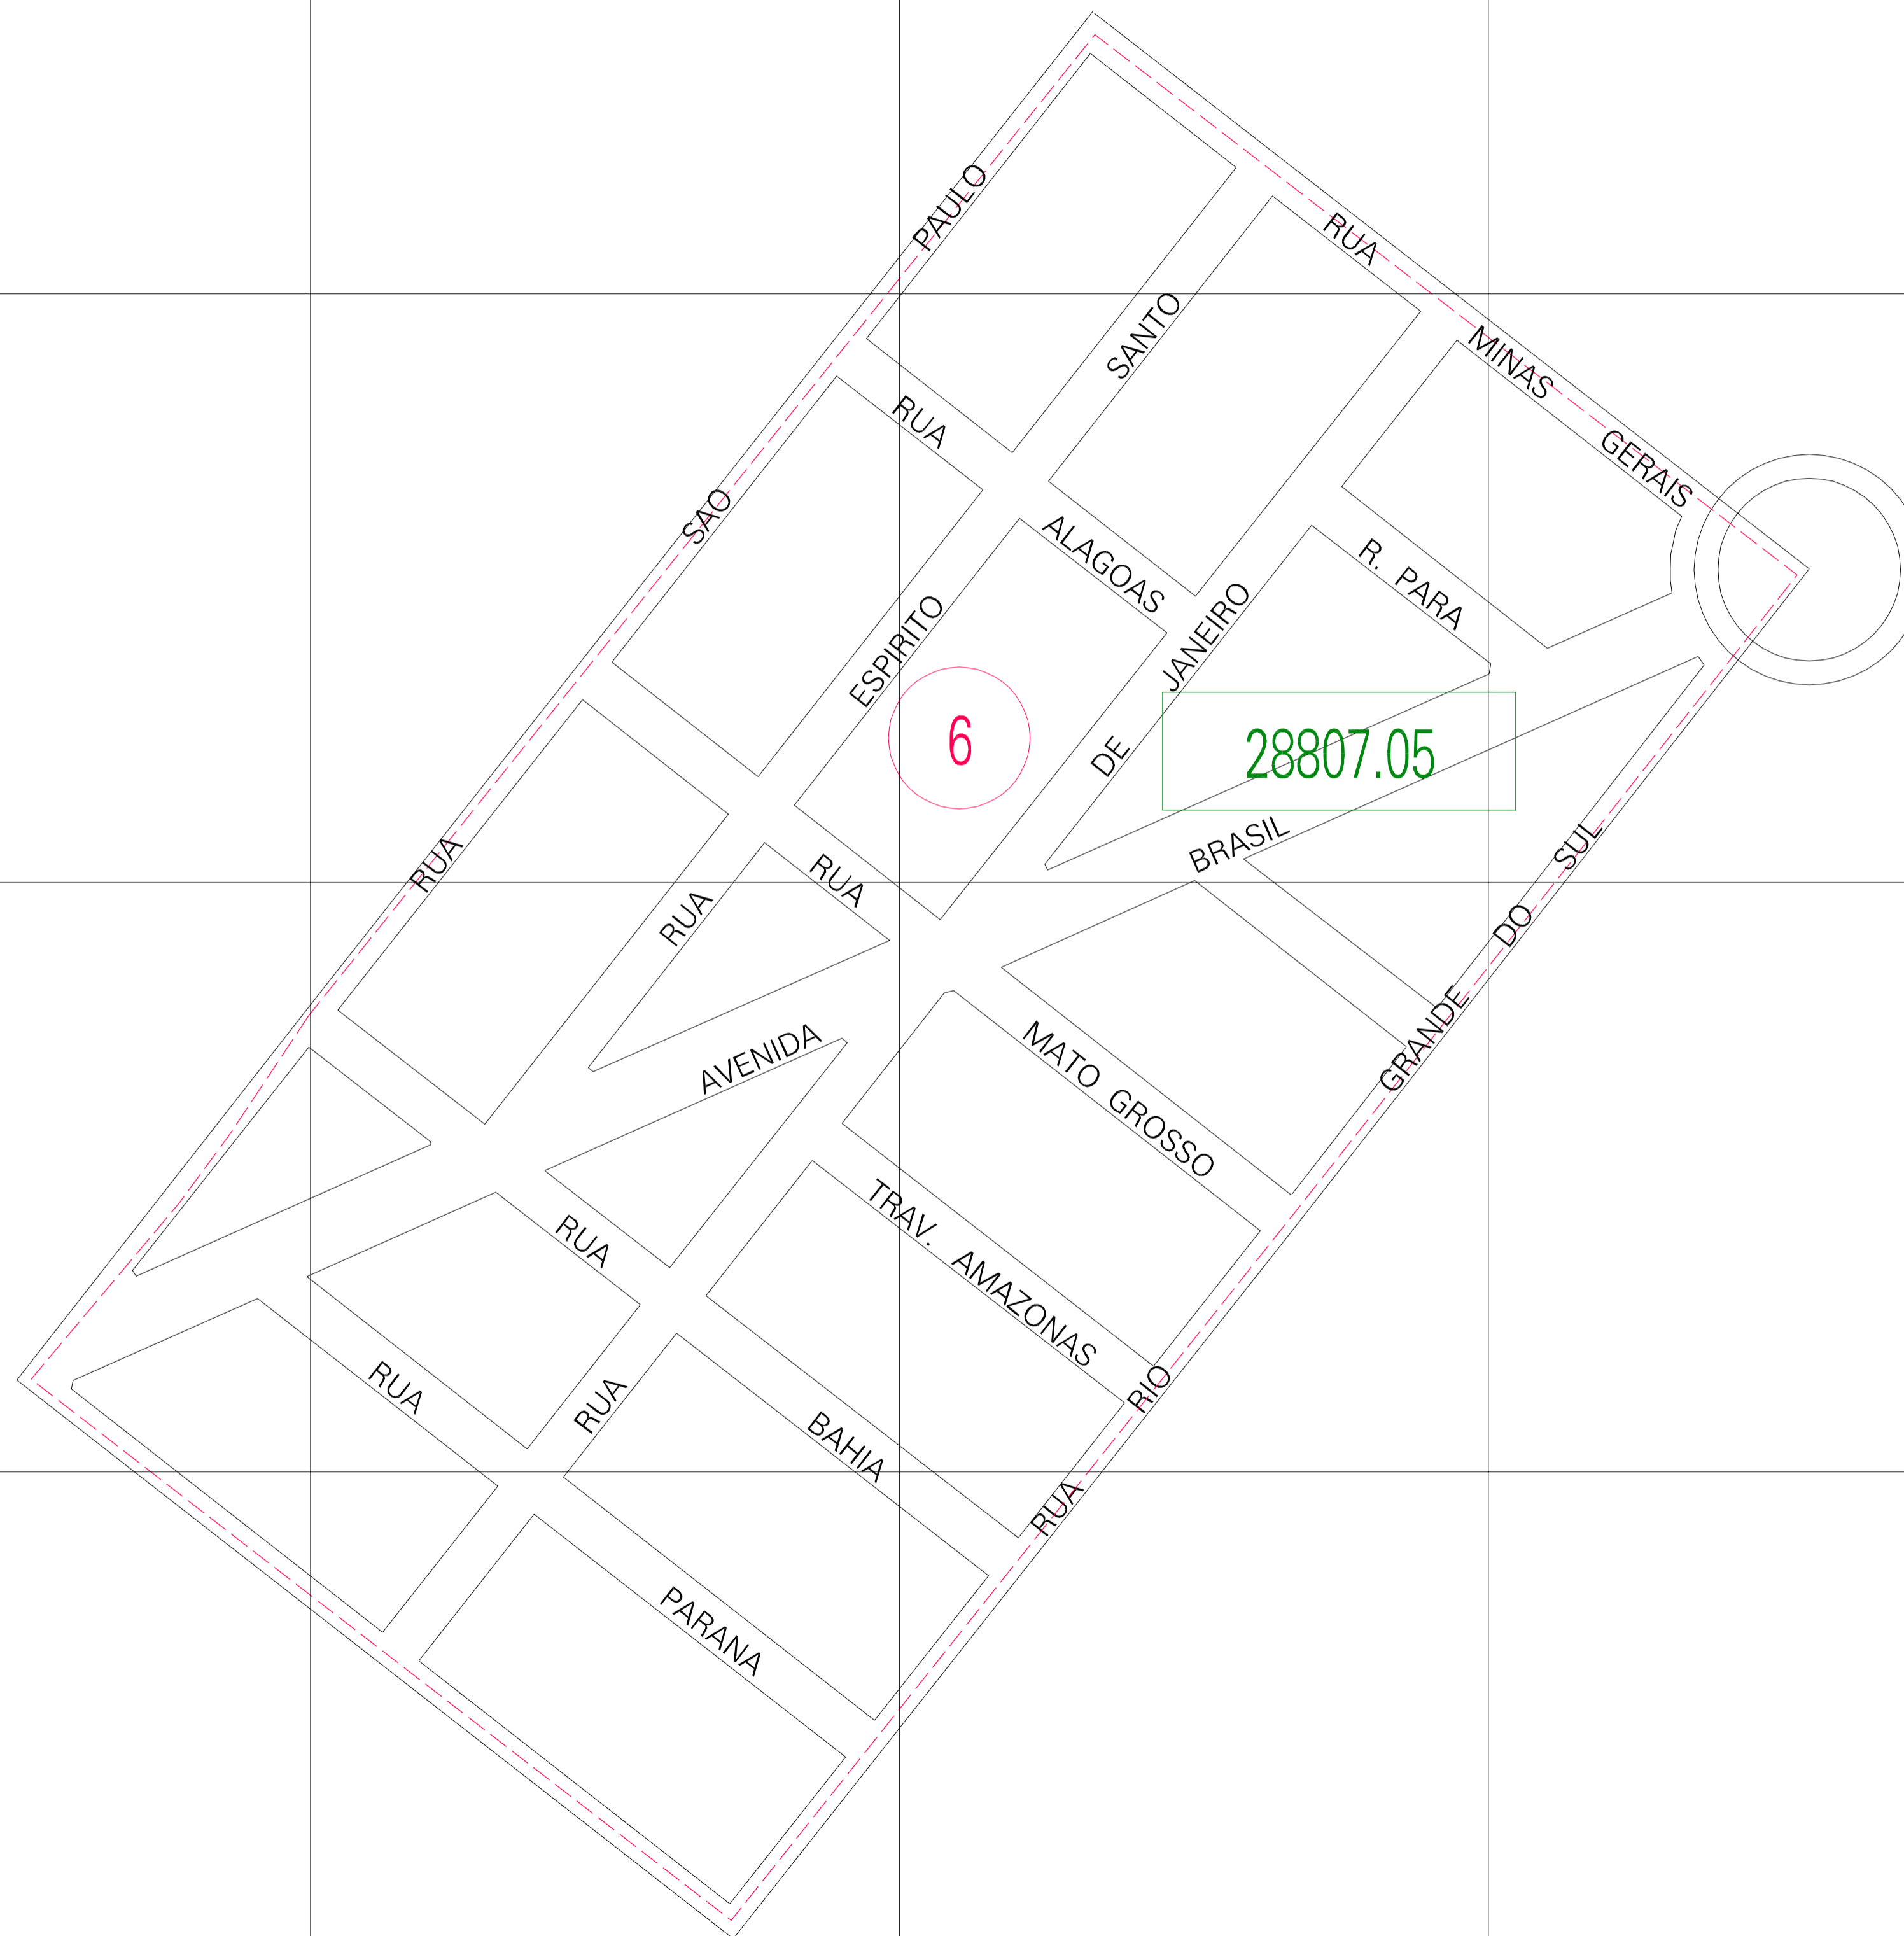 RUA SAO PAULO
RUA MINAS GERAIS
RUA ESPIRITO SANTO
RUA ALAGOAS
R. PARA
RUA DE JANEIRO
6
28807.05
AVENIDA BRASIL
RUA MATO GROSSO
TRAV. AMAZONAS
RUA BAHIA
RUA PARANA
RUA RIO GRANDE DO SUL